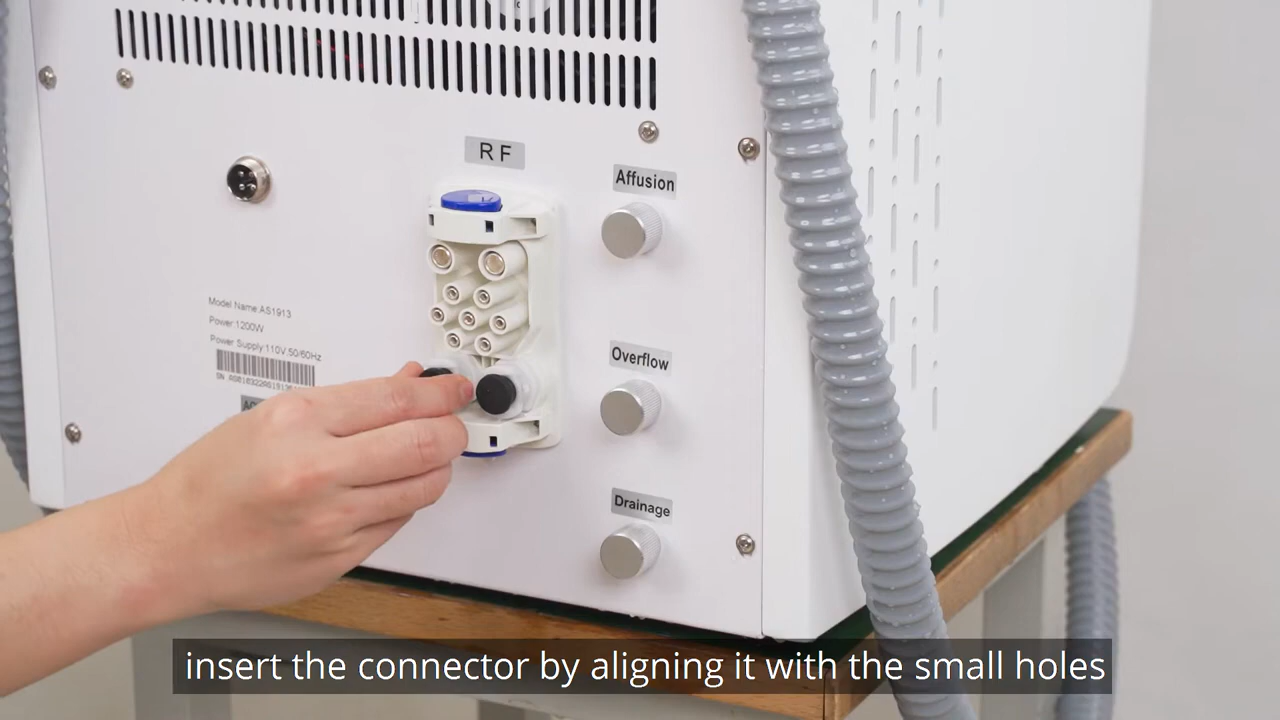 RF
Affusion
Model Name:AS1913
Power:1200W
Power Supply:110V,50/60Hz
Overflow
Drainage
insert the connector by aligning it with the small holes